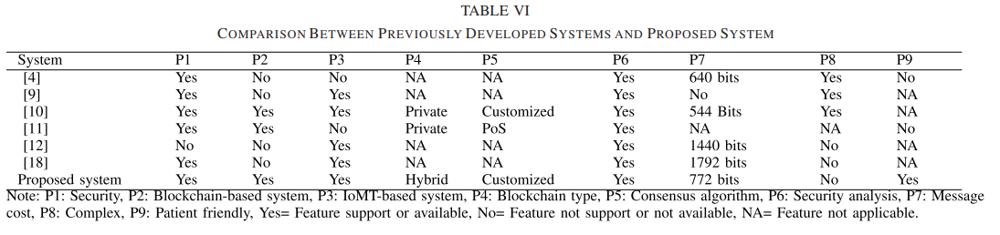 TABLE VI
COMPARISON BETWEEN PREVIOUSLY DEVELOPED SYSTEMS AND PROPOSED SYSTEM
System P1 P2 P3 P4 P5 P6 P7 P8 P9
[4] Yes No No NA NA Yes 640 bits Yes No
[9] Yes No Yes NA NA Yes No Yes NA
[10] Yes Yes Yes Private Customized Yes 544 Bits Yes NA
[11] Yes Yes No Private PoS Yes NA NA No
[12] No No Yes NA NA Yes 1440 bits No NA
[18] Yes No Yes NA NA Yes 1792 bits No NA
Proposed system Yes Yes Yes Hybrid Customized Yes 772 bits No Yes
Note: P1: Security, P2: Blockchain-based system, P3: IoMT-based system, P4: Blockchain type, P5: Consensus algorithm, P6: Security analysis, P7: Message
cost, P8: Complex, P9: Patient friendly, Yes= Feature support or available, No= Feature not support or not available, NA= Feature not applicable.